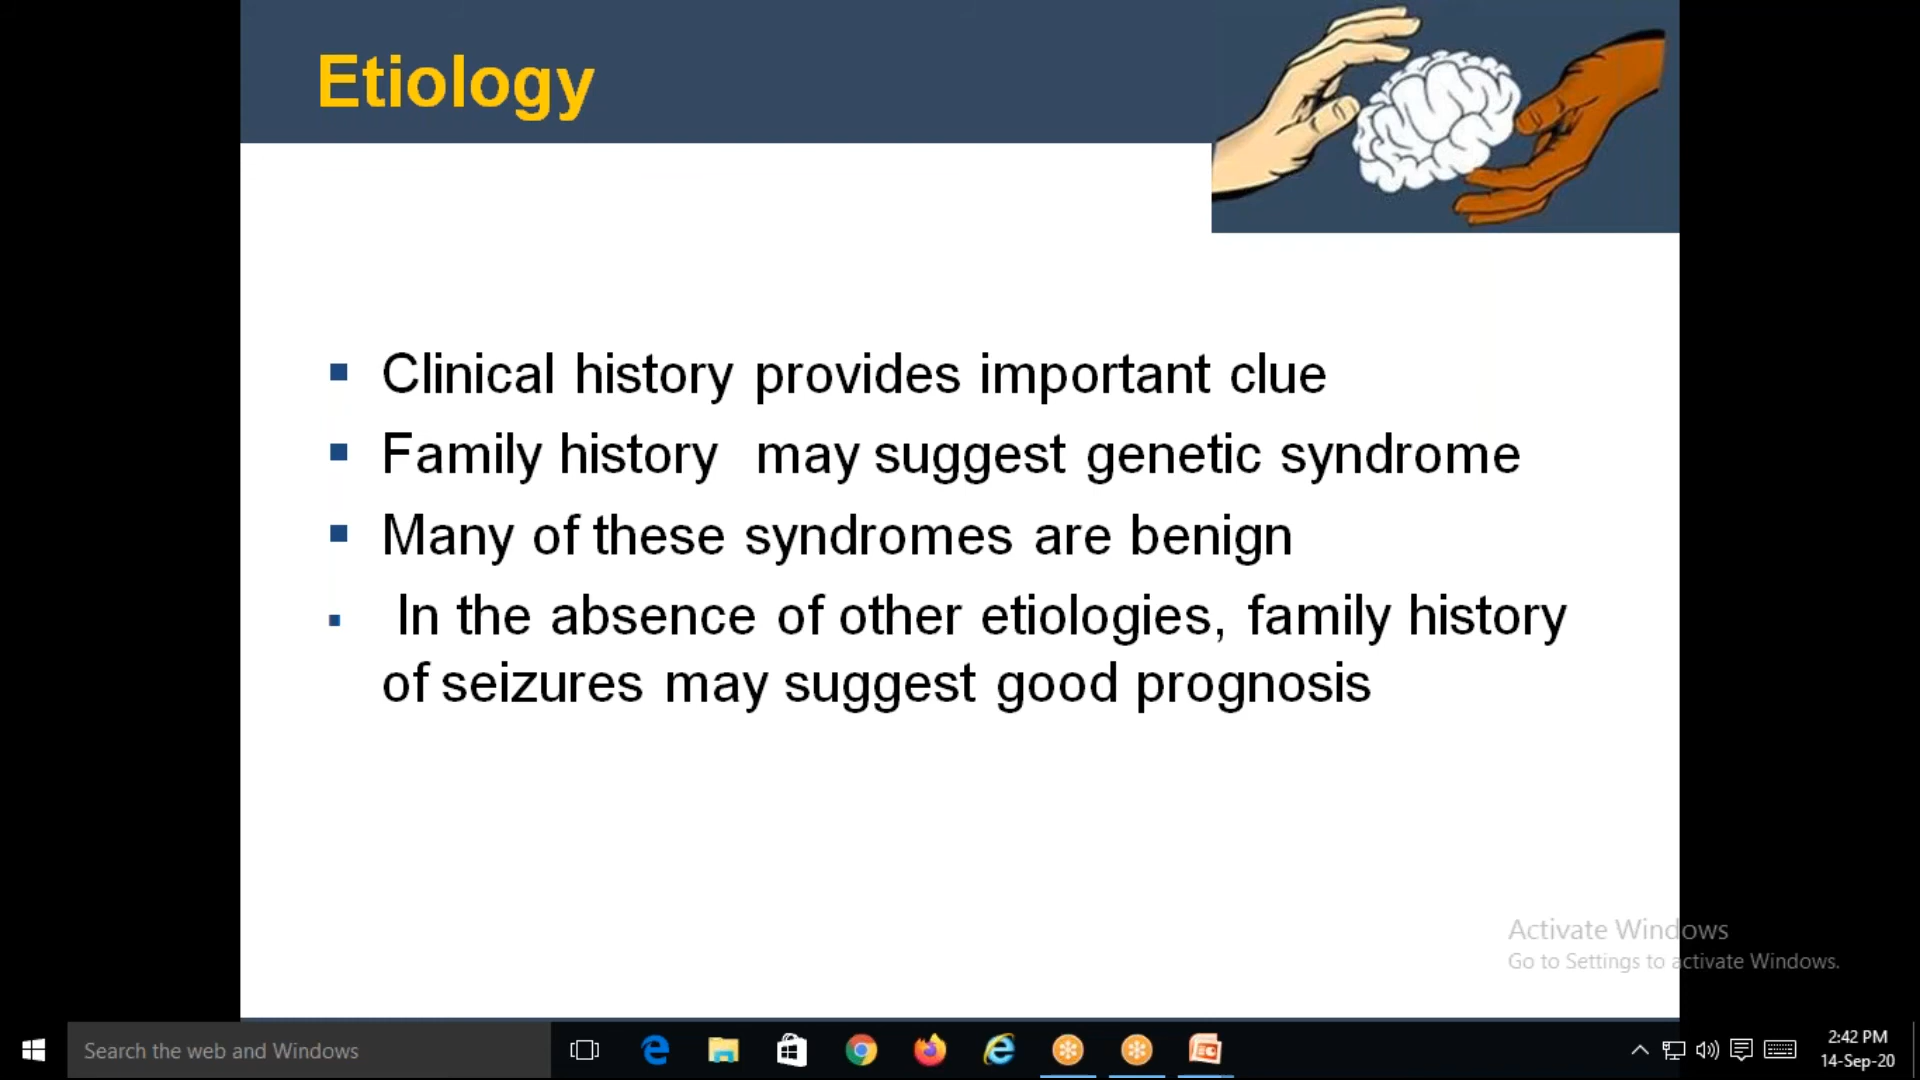 Etiology
Clinical history provides important clue
Family history may suggest genetic syndrome
Many of these syndromes are benign
In the absence of other etiologies, family history
of seizures may suggest good prognosis
Activate Windows
Go to Settings to activate Windows.
Search the web and Windows
2:42 PM
14-Sep-20